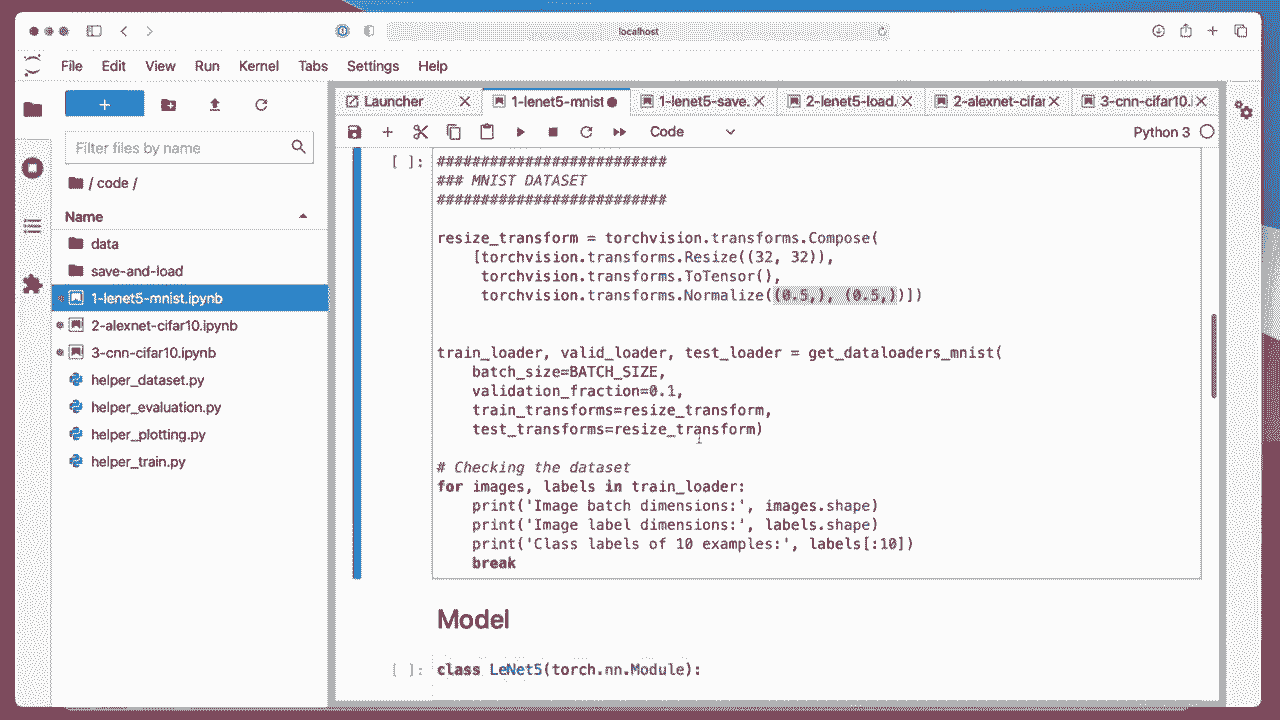 localhost
File Edit View Run Kernel Tabs Settings Help
Launcher
1-lenet5-mnist
1-lenet5-save.
2-lenet5-load.
2-alexnet-cifar
3-cnn-cifar10.
Code
Python 3
Filter files by name
/ code /
Name
data
save-and-load
1-lenet5-mnist.ipynb
2-alexnet-cifar10.ipynb
3-cnn-cifar10.ipynb
helper_dataset.py
helper_evaluation.py
helper_plotting.py
helper_train.py
[ ]: ##########################
### MNIST DATASET
##########################
resize_transform = torchvision.transforms.Compose(
[torchvision.transforms.Resize((32, 32)),
torchvision.transforms.ToTensor(),
torchvision.transforms.Normalize((0.5,), (0.5,))])
train_loader, valid_loader, test_loader = get_dataloaders_mnist(
batch_size=BATCH_SIZE,
validation_fraction=0.1,
train_transforms=resize_transform,
test_transforms=resize_transform)
# Checking the dataset
for images, labels in train_loader:
print('Image batch dimensions:', images.shape)
print('Image label dimensions:', labels.shape)
print('Class labels of 10 examples:', labels[:10])
break
Model
[ ]: class LeNet5(torch.nn.Module):